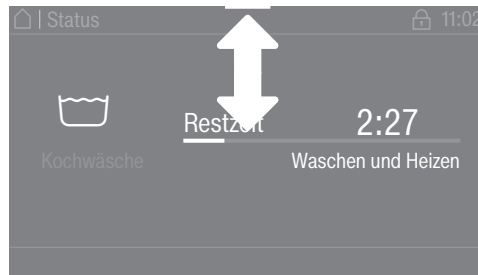 | Status 11:02
Restzeit 2:27
Kochwäsche Waschen und Heizen